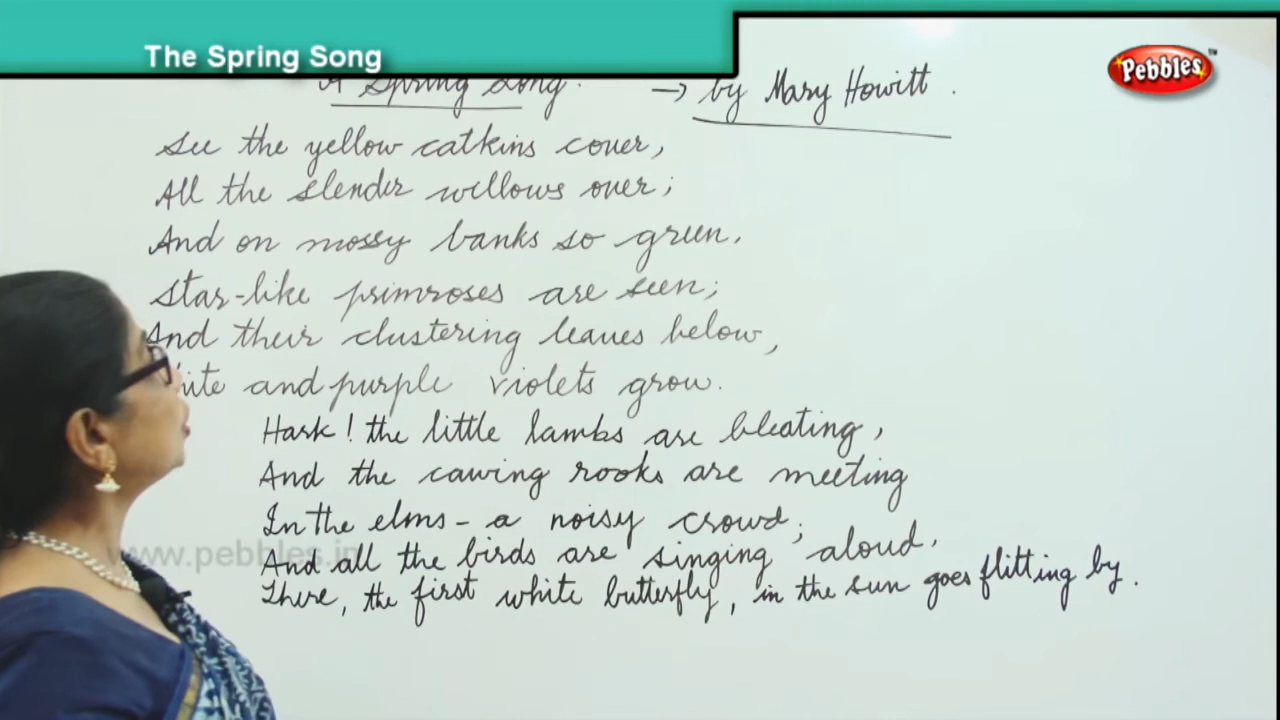 The Spring Song
Pebbles™
A Spring Song. → by Mary Howitt.
See the yellow catkins cover,
All the slender willows over;
And on mossy banks so green,
Star-like primroses are seen;
And their clustering leaves below,
and purple violets grow.
Hark! the little lambs are bleating,
And the cawing rooks are meeting
In the elms - a noisy crowd;
And all the birds are singing aloud,
There, the first white butterfly, in the sun goes flitting by.
www.pebbles.in